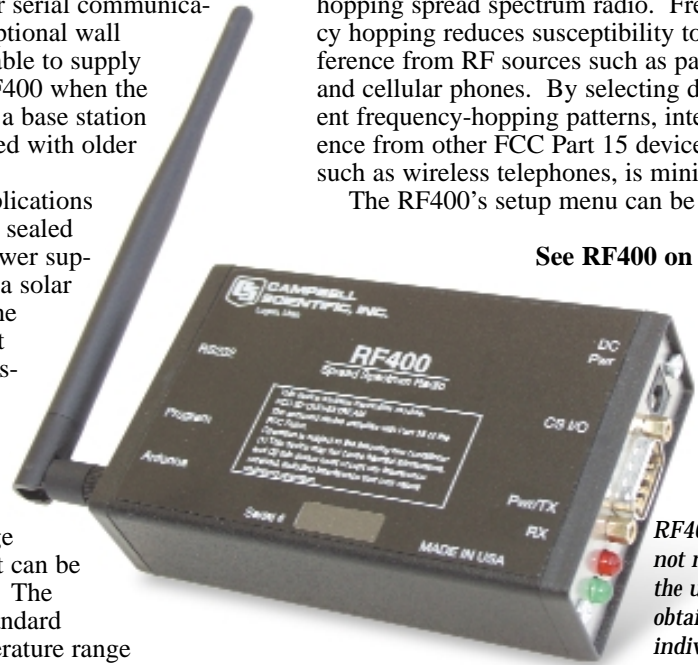 r serial communica-
ptional wall
able to supply
F400 when the
a base station
ed with older
plications
sealed
wer sup-
a solar
ne
t
s-
ge
t can be
The
ndard
erature range
hopping spread spectrum radio. Fre
cy hopping reduces susceptibility to
ference from RF sources such as pa
and cellular phones. By selecting d
ent frequency-hopping patterns, inte
ence from other FCC Part 15 device
such as wireless telephones, is mini
The RF400's setup menu can be
See RF400 on
CAMPBELL
SCIENTIFIC, INC.
Logan, Utah
RS232
RF400
Spread Spectrum Radio
DC
Pwr
Program
CS I/O
Antenna
Pwr/TX
RX
Serial #
MADE IN USA
RF40
not r
the u
obtai
indiv